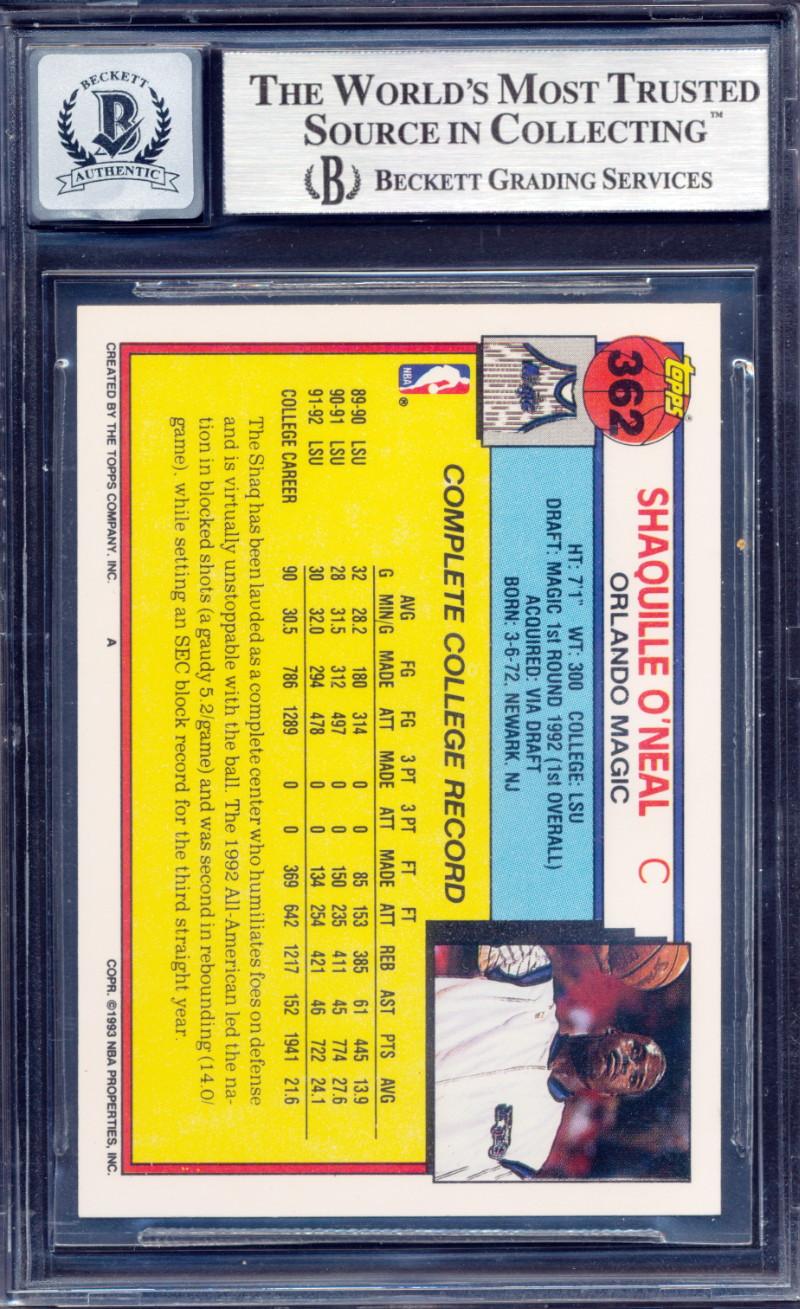 BECKETT
B
AUTHENTIC
THE WORLD'S MOST TRUSTED
SOURCE IN COLLECTING™
B BECKETT GRADING SERVICES
topps®
362
SHAQUILLE O'NEAL C
ORLANDO MAGIC
HT: 7'1" WT: 300 COLLEGE: LSU
DRAFT: MAGIC 1st ROUND 1992 (1st OVERALL)
ACQUIRED: VIA DRAFT
BORN: 3-6-72, NEWARK, NJ
COMPLETE COLLEGE RECORD
NBA ®
AVG FG FG 3 PT 3 PT FT FT
G MIN/G MADE ATT MADE ATT MADE ATT REB AST PTS AVG
89-90 LSU 32 28.2 180 314 0 0 85 153 385 61 445 13.9
90-91 LSU 28 31.5 312 497 150 235 411 45 774 27.6
91-92 LSU 30 32.0 294 478 0 0 134 254 421 46 722 24.1
COLLEGE CAREER 90 30.5 786 1289 0 0 369 642 1217 152 1941 21.6
The Shaq has been lauded as a complete center who humiliates foes on defense
and is virtually unstoppable with the ball. The 1992 All-American led the na-
tion in blocked shots (a gaudy 5.2/game) and was second in rebounding (14.0/
game), while setting an SEC block record for the third straight year.
CREATED BY THE TOPPS COMPANY, INC. A COPR. ©1993 NBA PROPERTIES, INC.